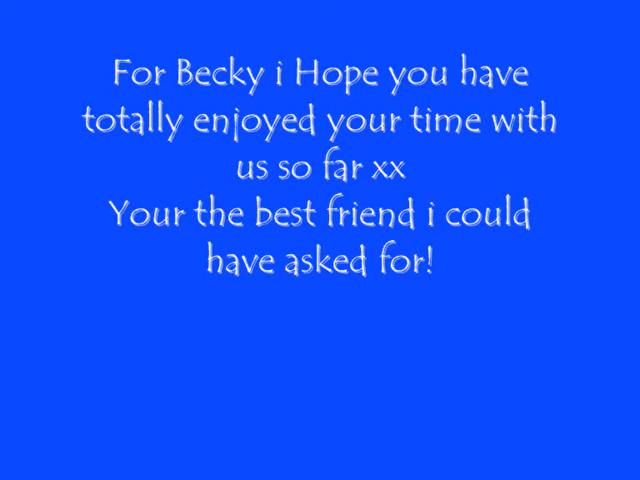 For Becky i Hope you have
totally enjoyed your time with
us so far xx
Your the best friend i could
have asked for!